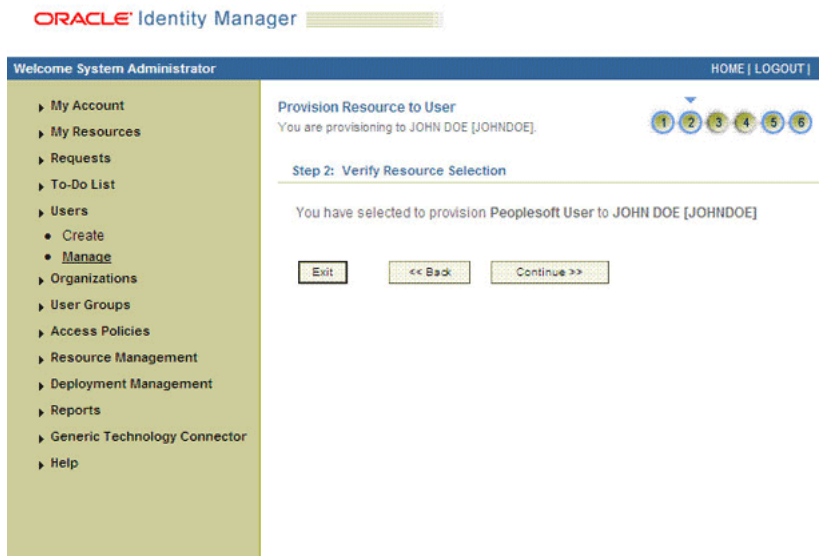 ORACLE Identity Manager
Welcome System Administrator
HOME | LOGOUT |
My Account
My Resources
Requests
To-Do List
Users
Create
Manage
Organizations
User Groups
Access Policies
Resource Management
Deployment Management
Reports
Generic Technology Connector
Help
Provision Resource to User
You are provisioning to JOHN DOE [JOHNDOE].
1 2 3 4 5 6
Step 2: Verify Resource Selection
You have selected to provision Peoplesoft User to JOHN DOE [JOHNDOE]
Exit << Back Continue >>